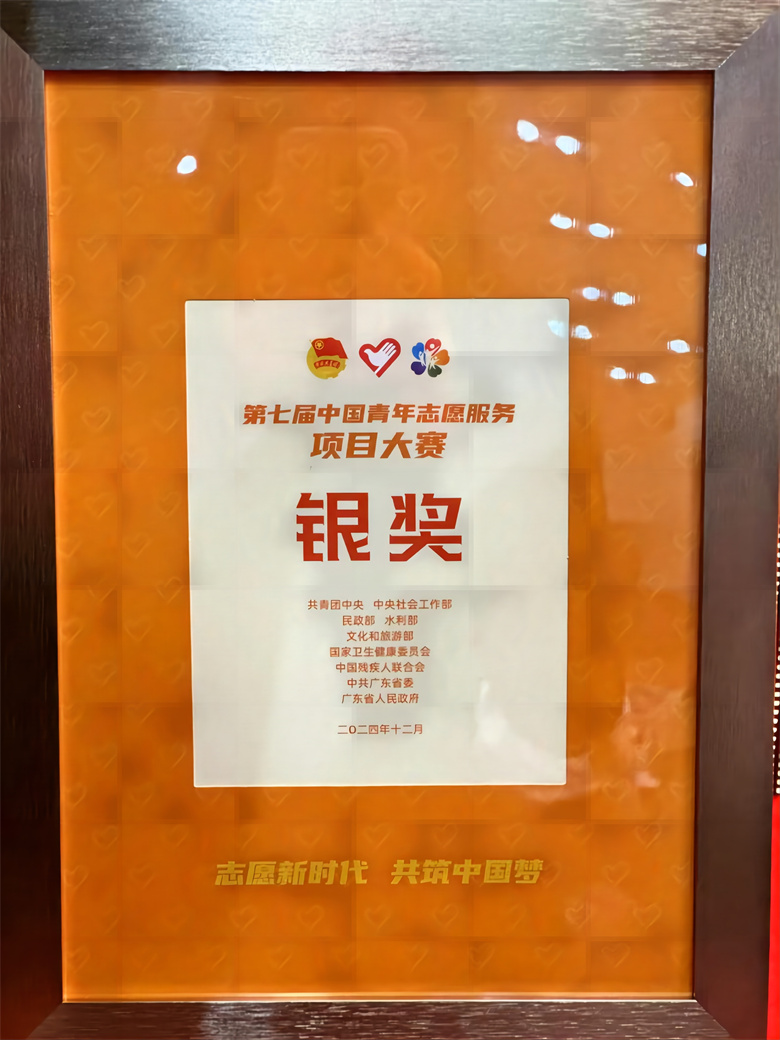 第七届中国青年志愿服务
项目大赛
银奖
共青团中央 中央社会工作部
民政部 水利部
文化和旅游部
国家卫生健康委员会
中国残疾人联合会
中共广东省委
广东省人民政府
二〇二四年十二月
志愿新时代 共筑中国梦